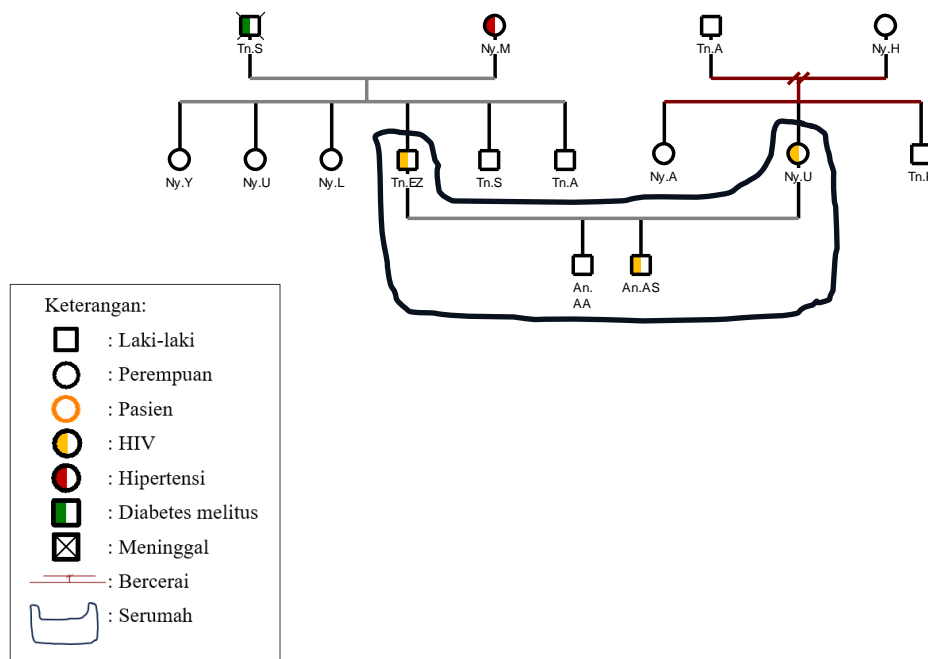 Tn.S Ny.M Tn.A Ny.H
Ny.Y Ny.U Ny.L Tn.EZ Tn.S Tn.A Ny.A Ny.U
An. AA An.AS
Keterangan:
: Laki-laki
: Perempuan
: Pasien
: HIV
: Hipertensi
: Diabetes melitus
: Meninggal
: Bercerai
: Serumah